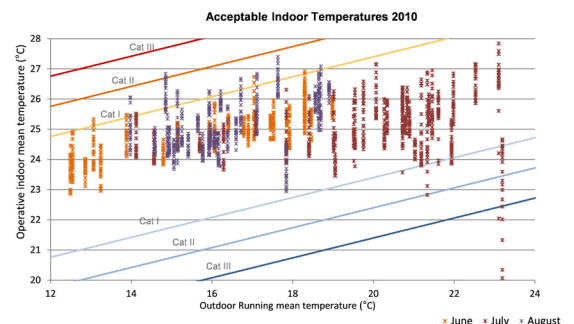 Acceptable Indoor Temperatures 2010
Operative indoor mean temperature (°C)
28
27
26
25
24
23
22
21
20
Cat III
Cat II
Cat I
Cat I
Cat II
Cat III
12 14 16 18 20 22 24
Outdoor Running mean temperature (°C)
× June × July × August